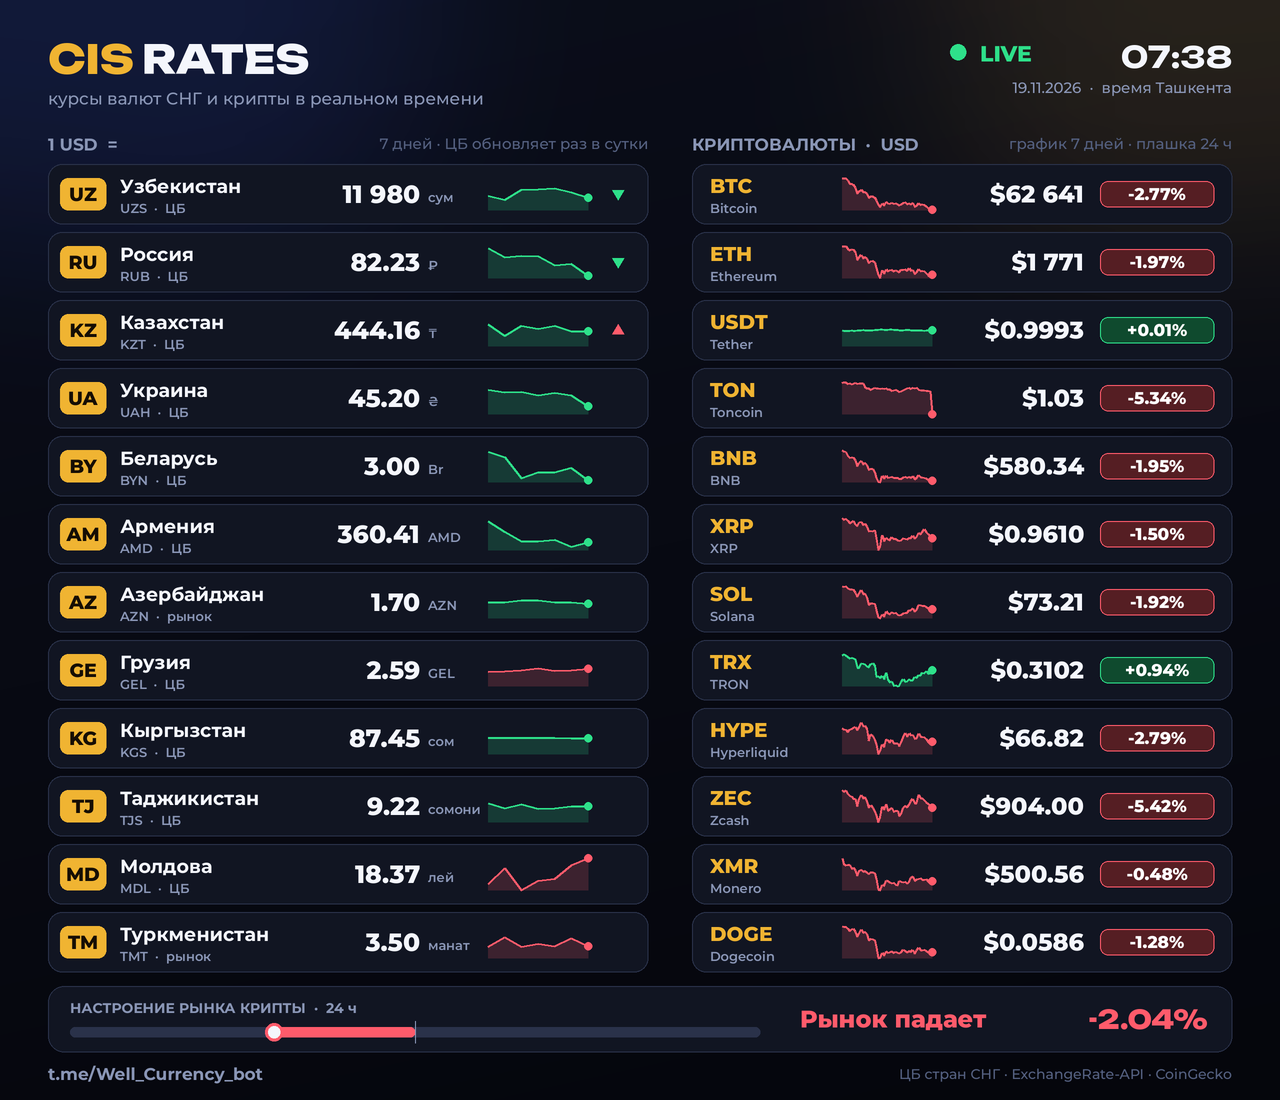 CIS RATES
курсы валют СНГ и крипты в реальном времени
LIVE
07:38
19.11.2026 · время Ташкента
1 USD =
7 дней · ЦБ обновляет раз в сутки
UZ Узбекистан 11 980 сум
UZS · ЦБ
RU Россия 82.23 ₽
RUB · ЦБ
KZ Казахстан 444.16 ₸
KZT · ЦБ
UA Украина 45.20 ₴
UAH · ЦБ
BY Беларусь 3.00 Br
BYN · ЦБ
AM Армения 360.41 AMD
AMD · ЦБ
AZ Азербайджан 1.70 AZN
AZN · рынок
GE Грузия 2.59 GEL
GEL · ЦБ
KG Кыргызстан 87.45 сом
KGS · ЦБ
TJ Таджикистан 9.22 сомони
TJS · ЦБ
MD Молдова 18.37 лей
MDL · ЦБ
TM Туркменистан 3.50 манат
TMT · рынок
КРИПТОВАЛЮТЫ · USD
график 7 дней · плашка 24 ч
BTC $62 641 -2.77%
Bitcoin
ETH $1 771 -1.97%
Ethereum
USDT $0.9993 +0.01%
Tether
TON $1.03 -5.34%
Toncoin
BNB $580.34 -1.95%
BNB
XRP $0.9610 -1.50%
XRP
SOL $73.21 -1.92%
Solana
TRX $0.3102 +0.94%
TRON
HYPE $66.82 -2.79%
Hyperliquid
ZEC $904.00 -5.42%
Zcash
XMR $500.56 -0.48%
Monero
DOGE $0.0586 -1.28%
Dogecoin
НАСТРОЕНИЕ РЫНКА КРИПТЫ · 24 ч
Рынок падает -2.04%
t.me/Well_Currency_bot
ЦБ стран СНГ · ExchangeRate-API · CoinGecko